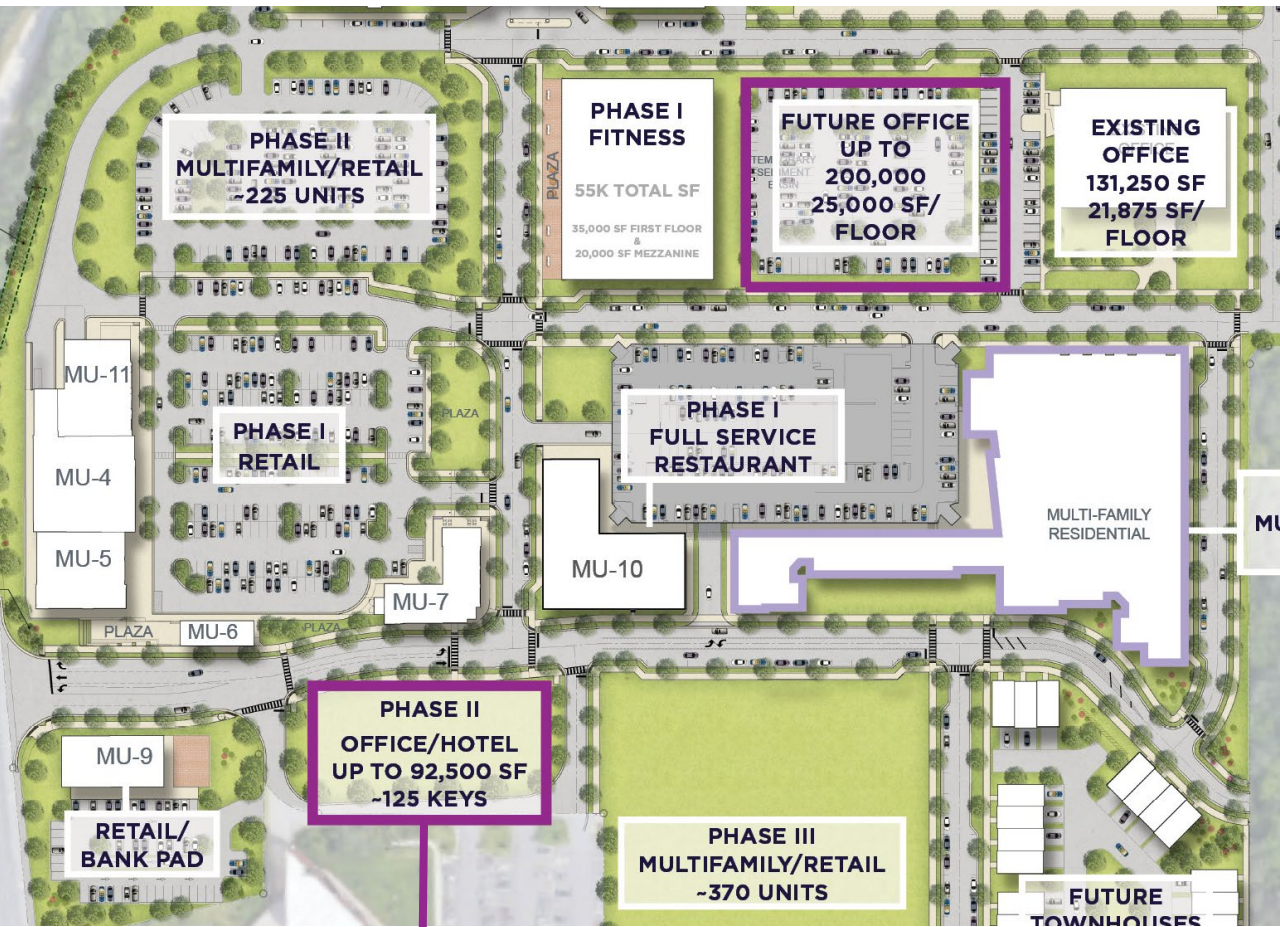 PHASE II
MULTIFAMILY/RETAIL
~225 UNITS
PLAZA
PHASE I
FITNESS
55K TOTAL SF
35,000 SF FIRST FLOOR
&
20,000 SF MEZZANINE
FUTURE OFFICE
UP TO
200,000
25,000 SF/
FLOOR
EXISTING
OFFICE
131,250 SF
21,875 SF/
FLOOR
MU-11
MU-4
MU-5
PHASE I
RETAIL
PLAZA
PHASE I
FULL SERVICE
RESTAURANT
MULTI-FAMILY
RESIDENTIAL
MU
MU-10
MU-7
PLAZA
MU-6
PLAZA
PHASE II
OFFICE/HOTEL
UP TO 92,500 SF
~125 KEYS
MU-9
RETAIL/
BANK PAD
PHASE III
MULTIFAMILY/RETAIL
~370 UNITS
FUTURE
TOWNHOUSES